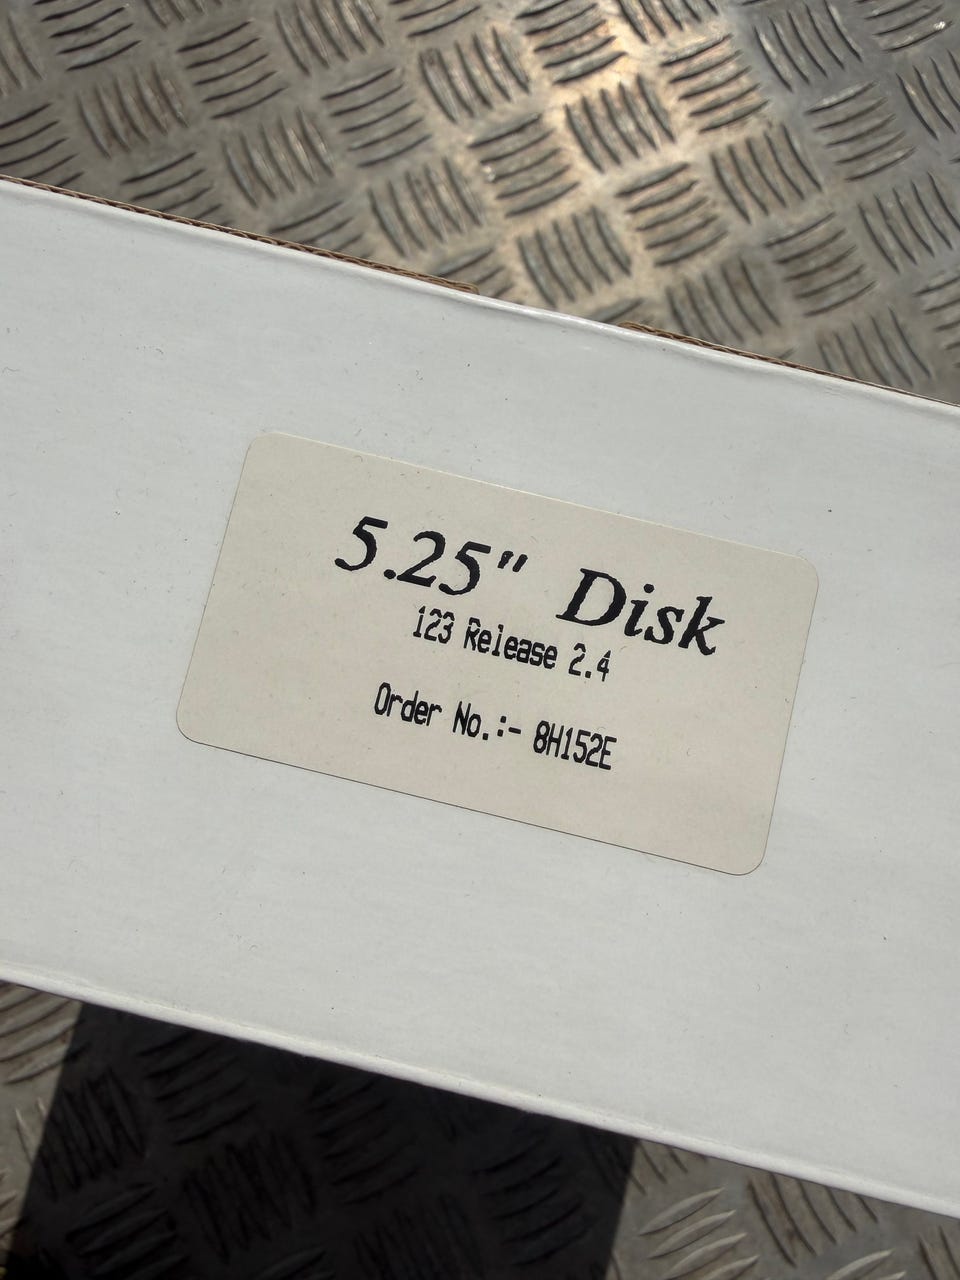 5.25" Disk
123 Release 2.4
Order No.:- 8H152E